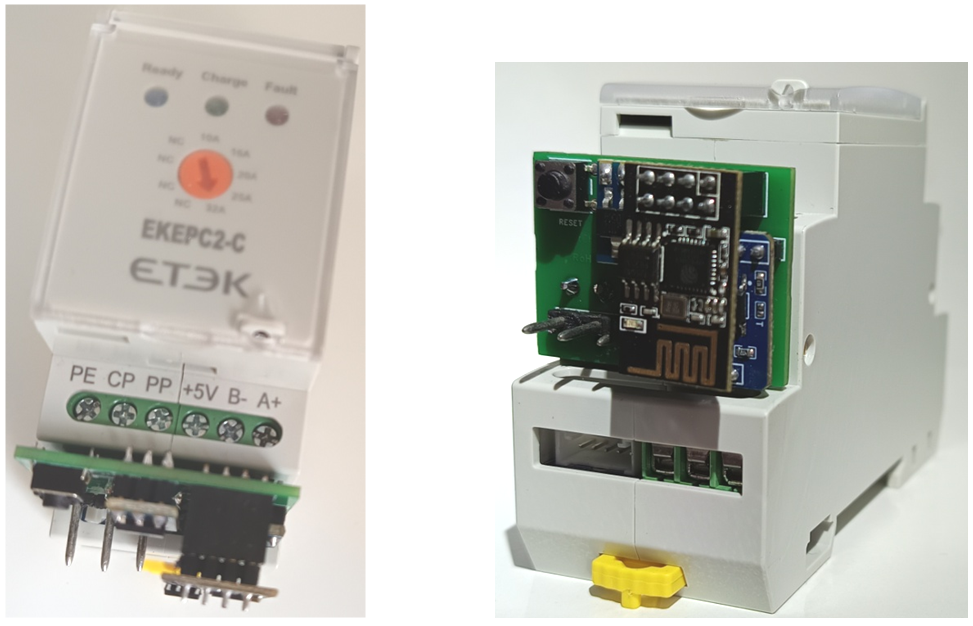 Ready Charge Fault
10A
NC 16A
NC 20A
NC 25A
NC 32A
EKEPC2-C
ETEK
PE CP PP +5V B- A+
RESET